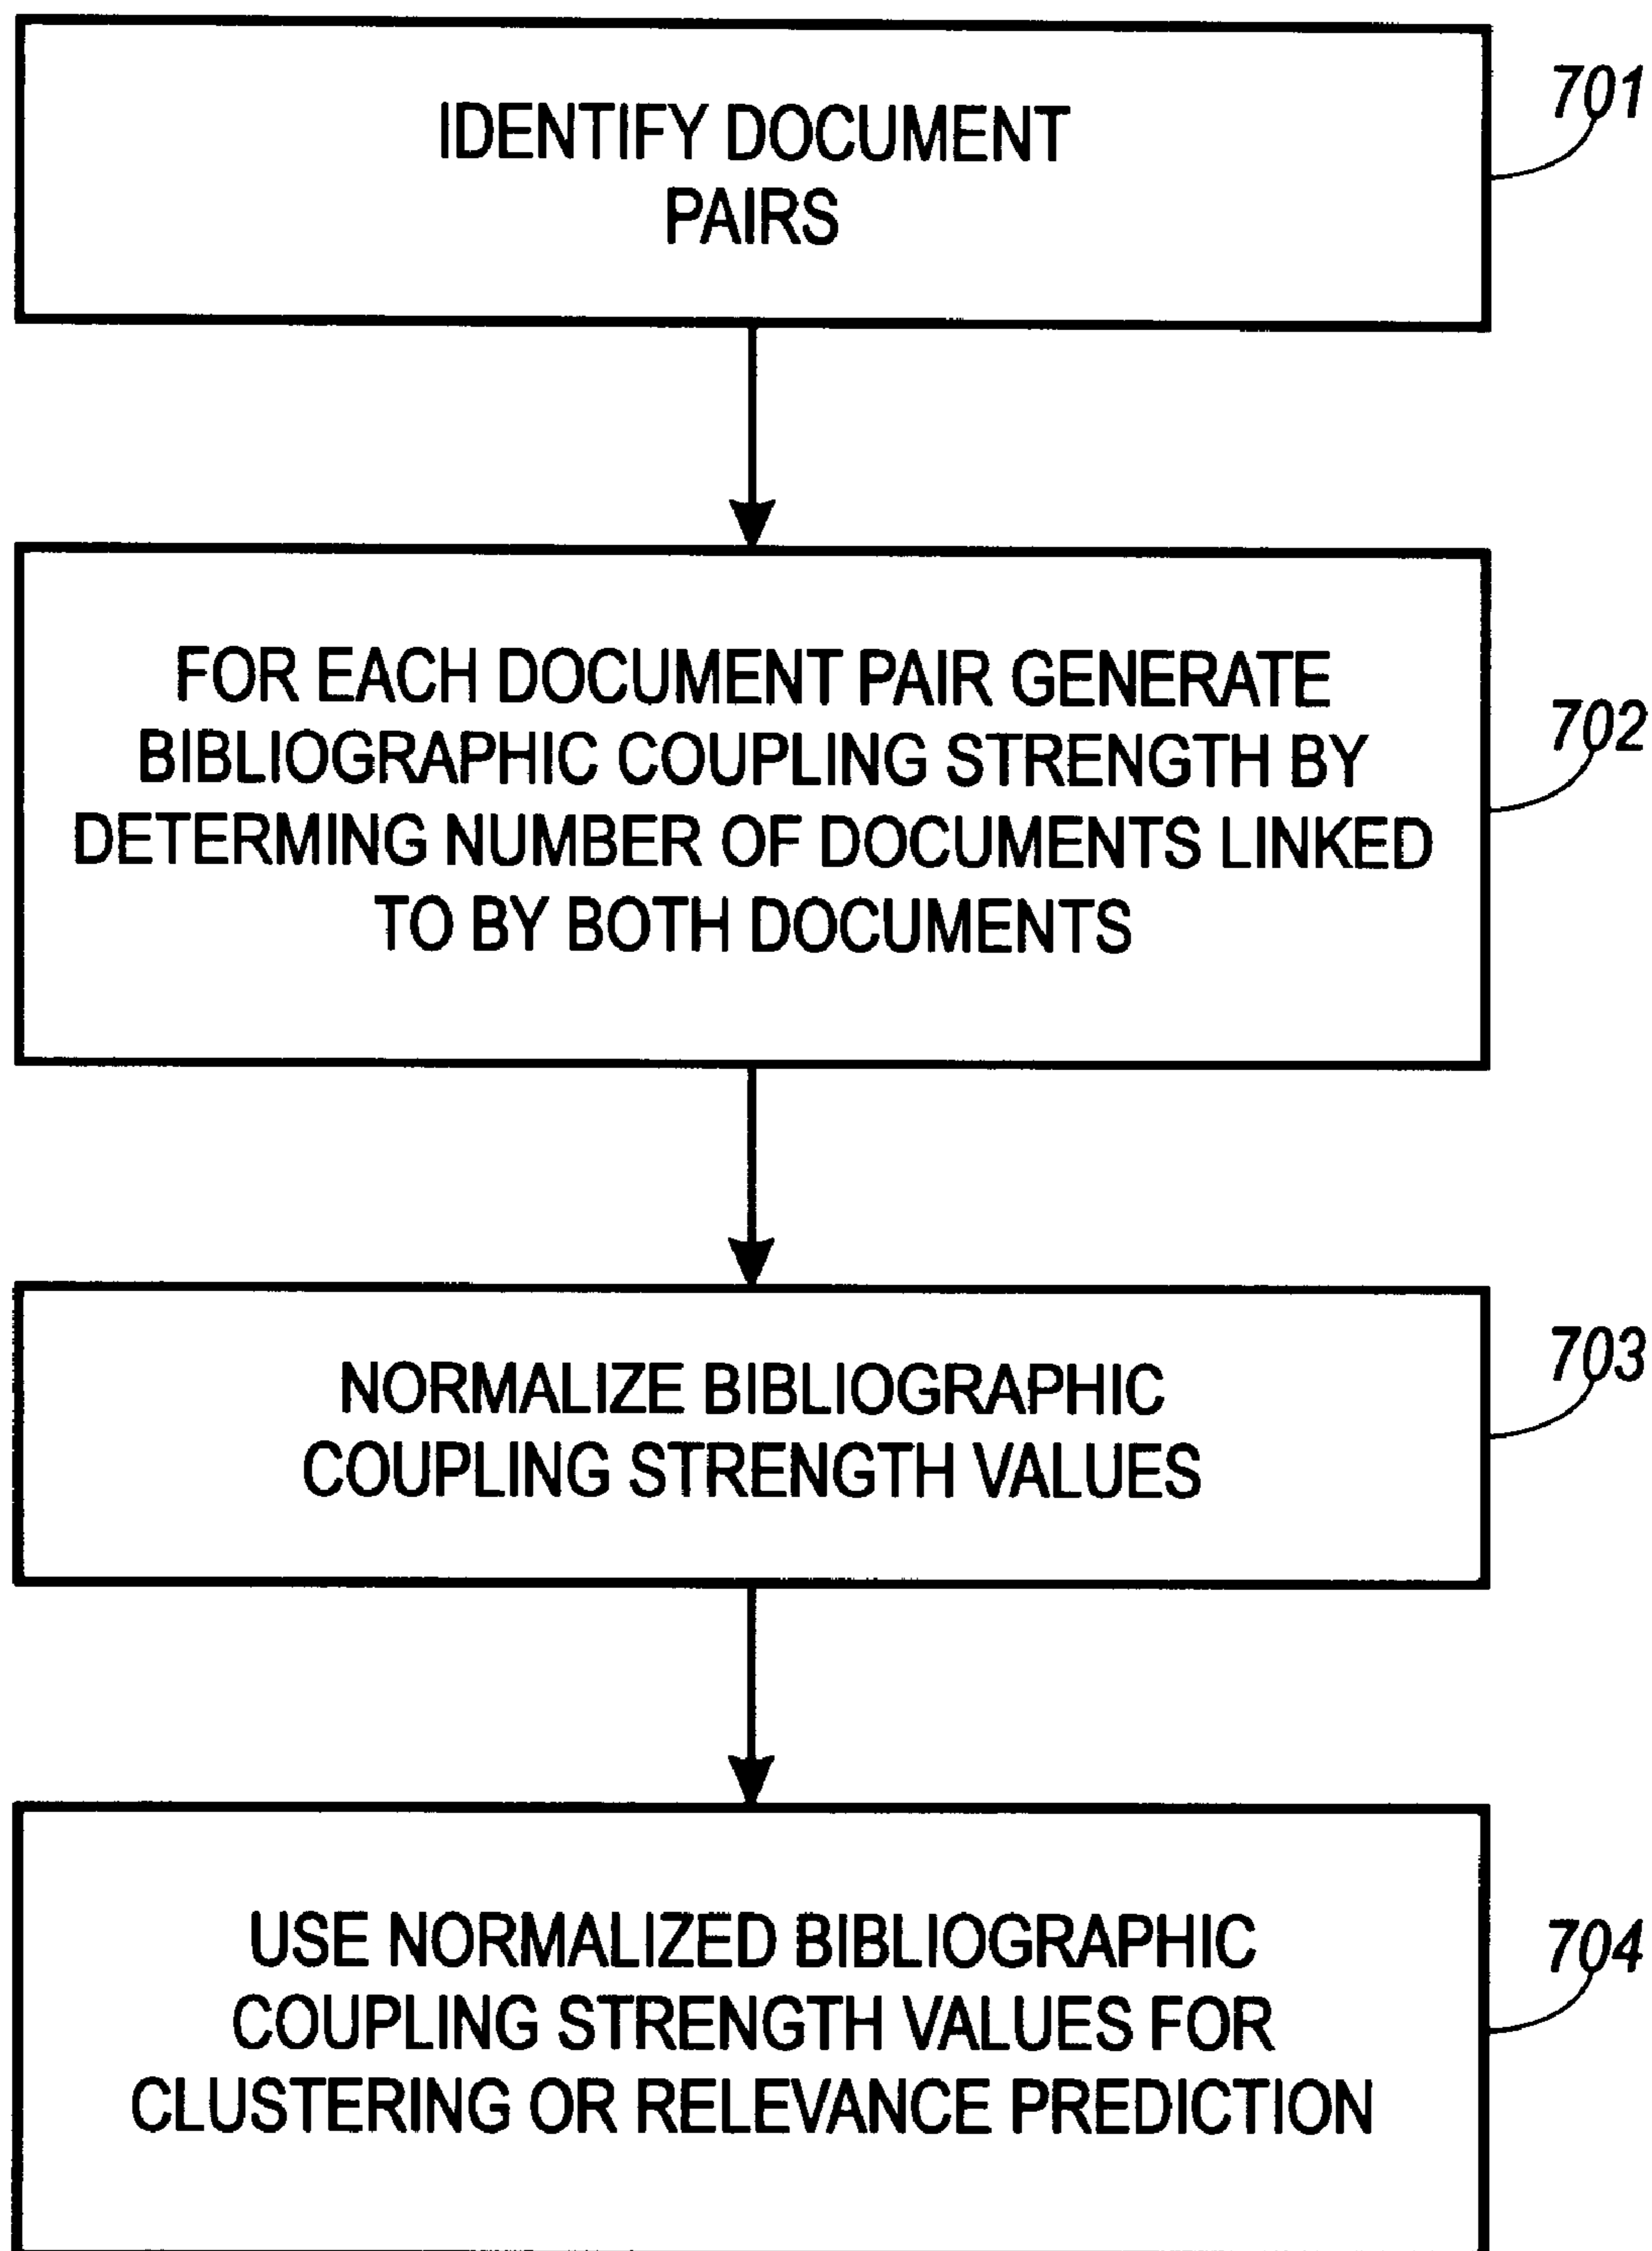 IDENTIFY DOCUMENT
PAIRS
701
FOR EACH DOCUMENT PAIR GENERATE
BIBLIOGRAPHIC COUPLING STRENGTH BY
DETERMING NUMBER OF DOCUMENTS LINKED
TO BY BOTH DOCUMENTS
702
NORMALIZE BIBLIOGRAPHIC
COUPLING STRENGTH VALUES
703
USE NORMALIZED BIBLIOGRAPHIC
COUPLING STRENGTH VALUES FOR
CLUSTERING OR RELEVANCE PREDICTION
704